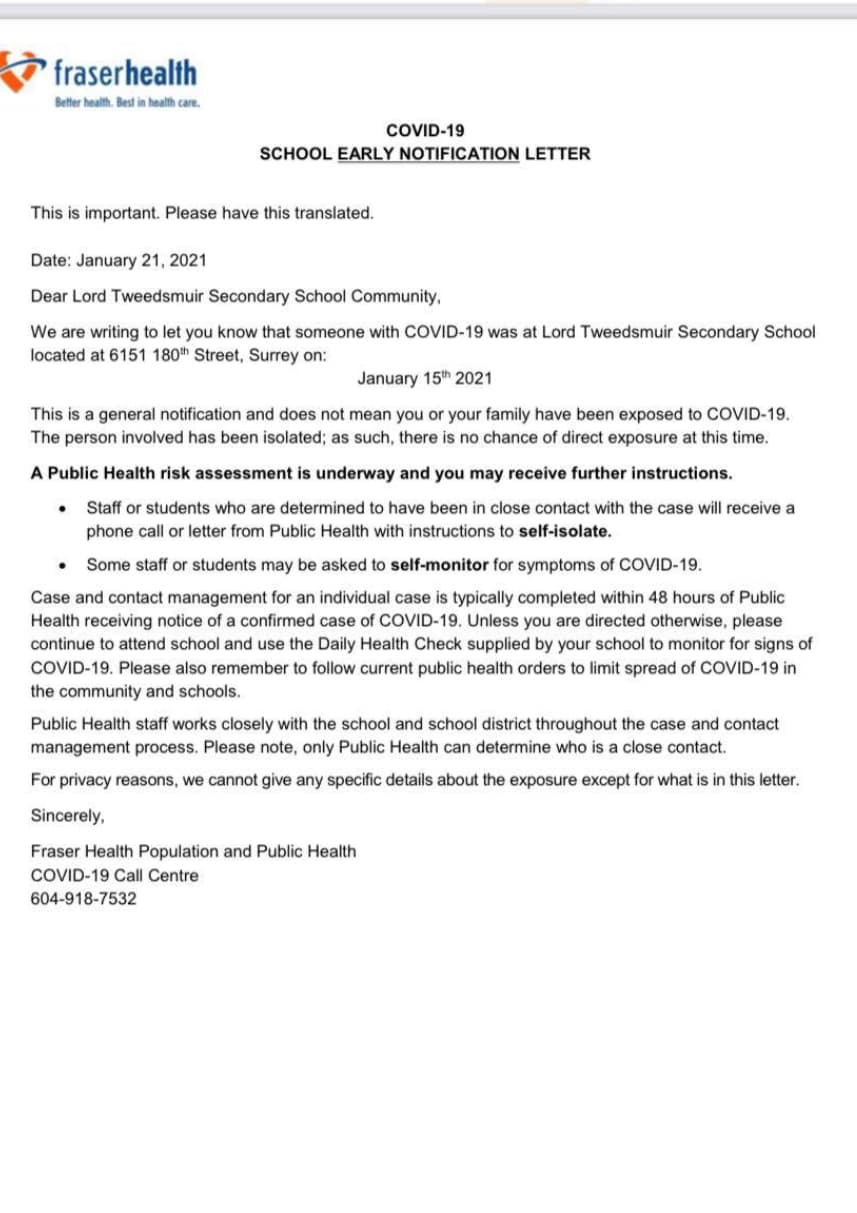 fraserhealth
Better health. Best in health care.
COVID-19
SCHOOL EARLY NOTIFICATION LETTER
This is important. Please have this translated.
Date: January 21, 2021
Dear Lord Tweedsmuir Secondary School Community,
We are writing to let you know that someone with COVID-19 was at Lord Tweedsmuir Secondary School
located at 6151 180th Street, Surrey on:
January 15th 2021
This is a general notification and does not mean you or your family have been exposed to COVID-19.
The person involved has been isolated; as such, there is no chance of direct exposure at this time.
A Public Health risk assessment is underway and you may receive further instructions.
• Staff or students who are determined to have been in close contact with the case will receive a
phone call or letter from Public Health with instructions to self-isolate.
• Some staff or students may be asked to self-monitor for symptoms of COVID-19.
Case and contact management for an individual case is typically completed within 48 hours of Public
Health receiving notice of a confirmed case of COVID-19. Unless you are directed otherwise, please
continue to attend school and use the Daily Health Check supplied by your school to monitor for signs of
COVID-19. Please also remember to follow current public health orders to limit spread of COVID-19 in
the community and schools.
Public Health staff works closely with the school and school district throughout the case and contact
management process. Please note, only Public Health can determine who is a close contact.
For privacy reasons, we cannot give any specific details about the exposure except for what is in this letter.
Sincerely,
Fraser Health Population and Public Health
COVID-19 Call Centre
604-918-7532